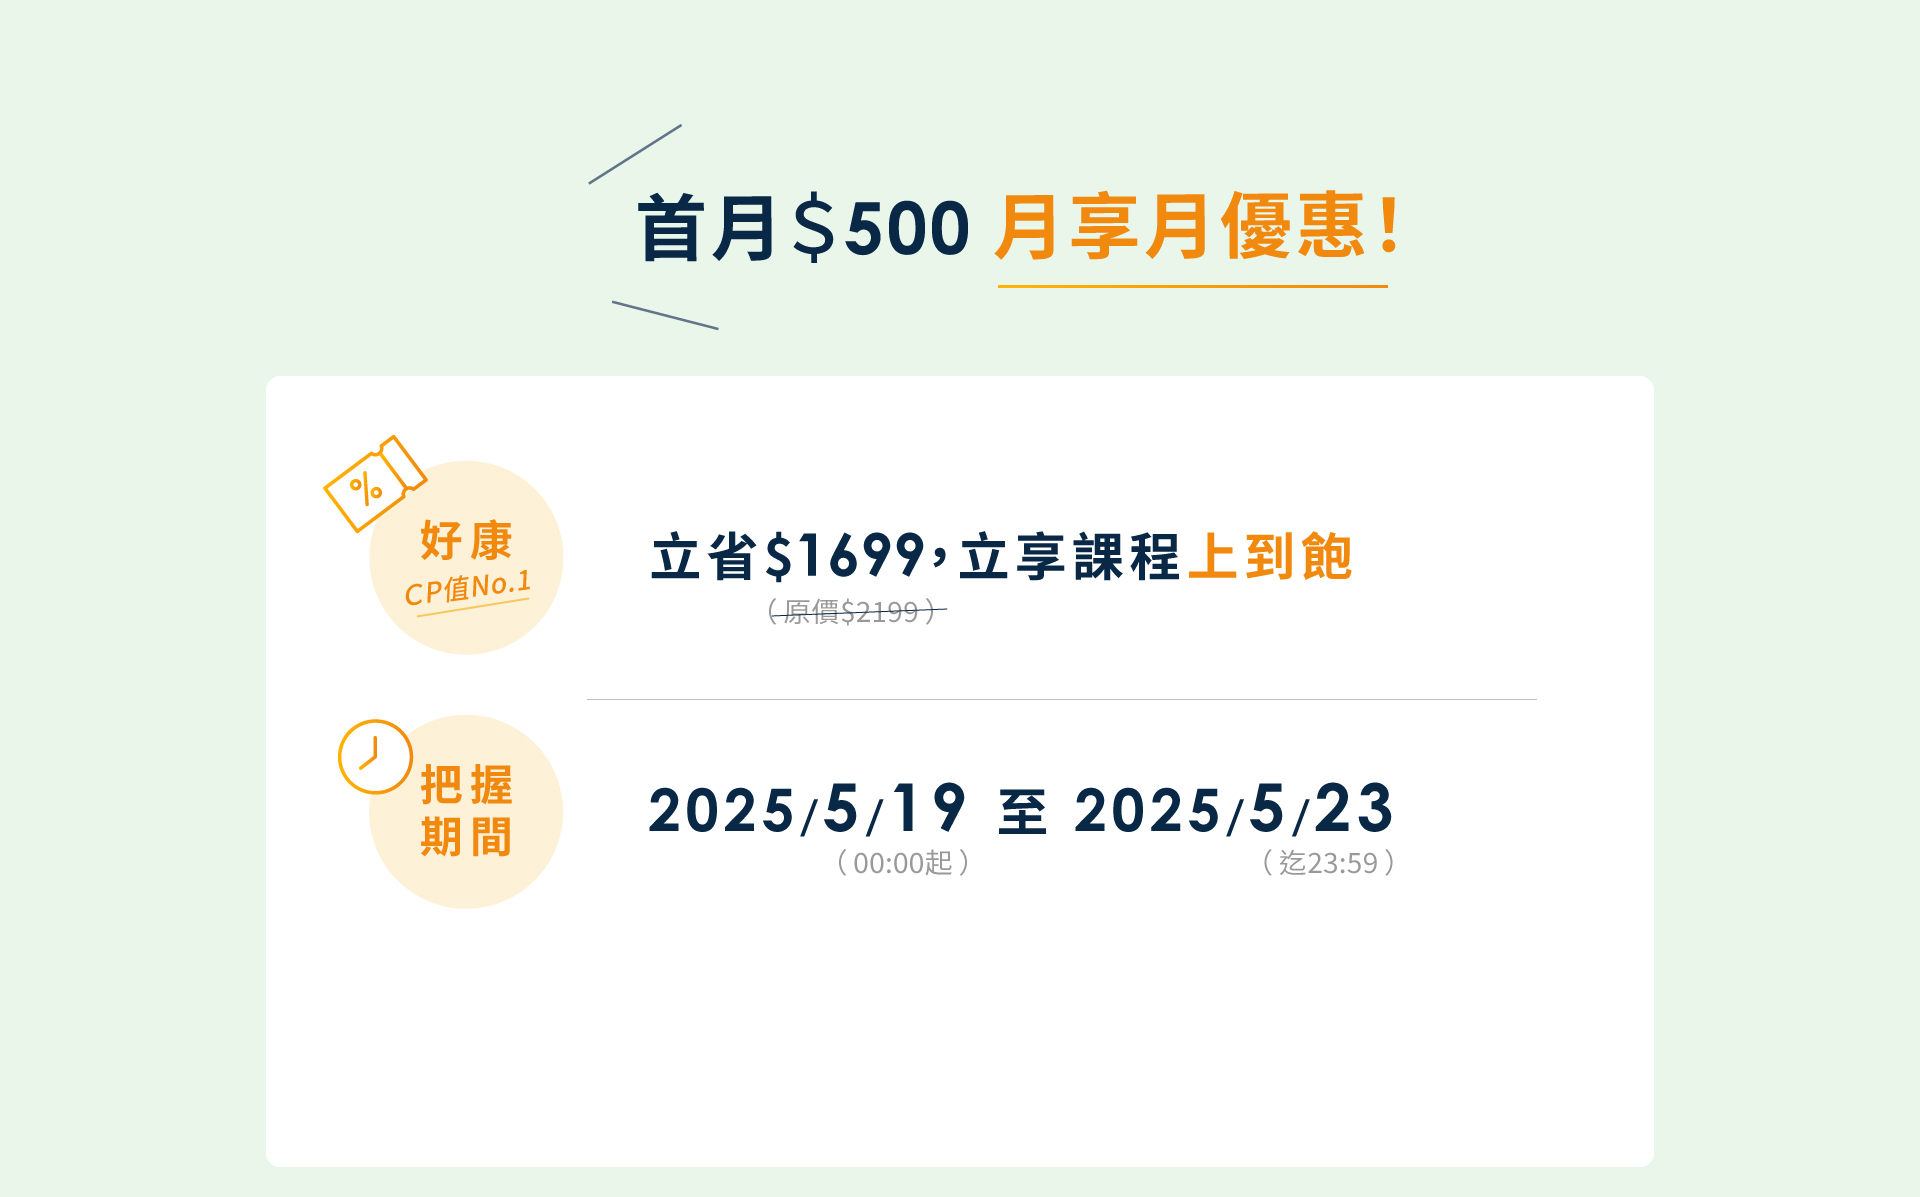 首月$500 月享月優惠！
好康
CP值No.1
立省$1699，立享課程上到飽
（原價$2199）
把握
期間
2025/5/19 至 2025/5/23
（00:00起）
（迄23:59）